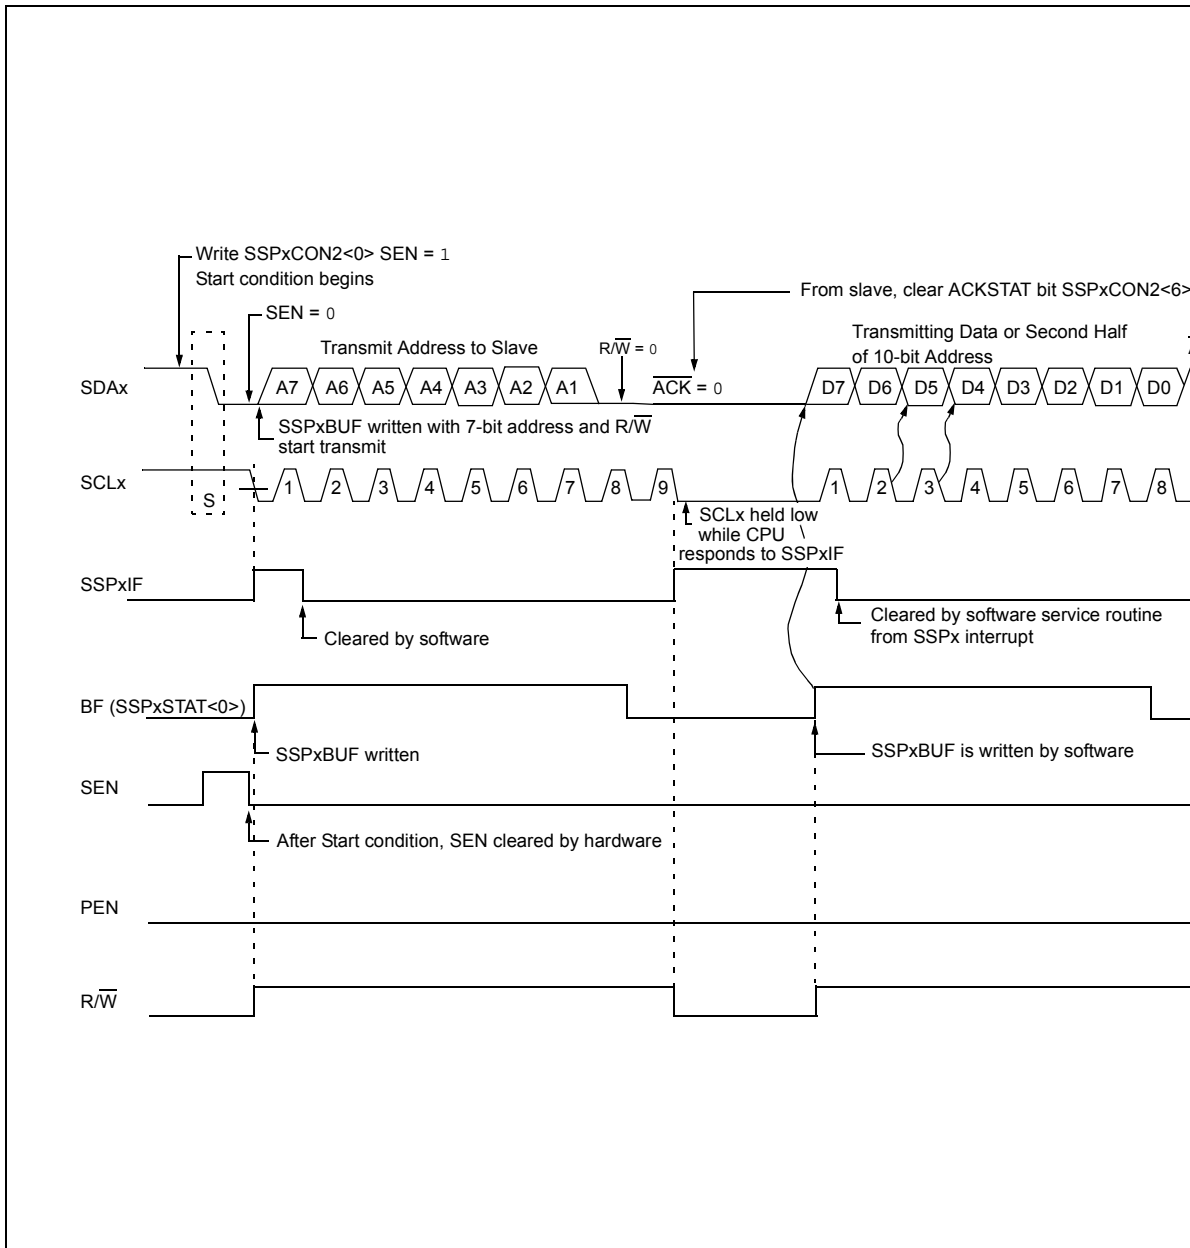 Write SSPxCON2<0> SEN = 1
Start condition begins
From slave, clear ACKSTAT bit SSPxCON2<6>
SEN = 0
Transmit Address to Slave
R/W̅ = 0
Transmitting Data or Second Half
of 10-bit Address
SDAx
A7 A6 A5 A4 A3 A2 A1
A̅C̅K̅ = 0
D7 D6 D5 D4 D3 D2 D1 D0
SSPxBUF written with 7-bit address and R/W̅
start transmit
SCLx
S
1 2 3 4 5 6 7 8 9
1 2 3 4 5 6 7 8
SCLx held low
while CPU
responds to SSPxIF
SSPxIF
Cleared by software
Cleared by software service routine
from SSPx interrupt
BF (SSPxSTAT<0>)
SSPxBUF written
SSPxBUF is written by software
SEN
After Start condition, SEN cleared by hardware
PEN
R/W̅